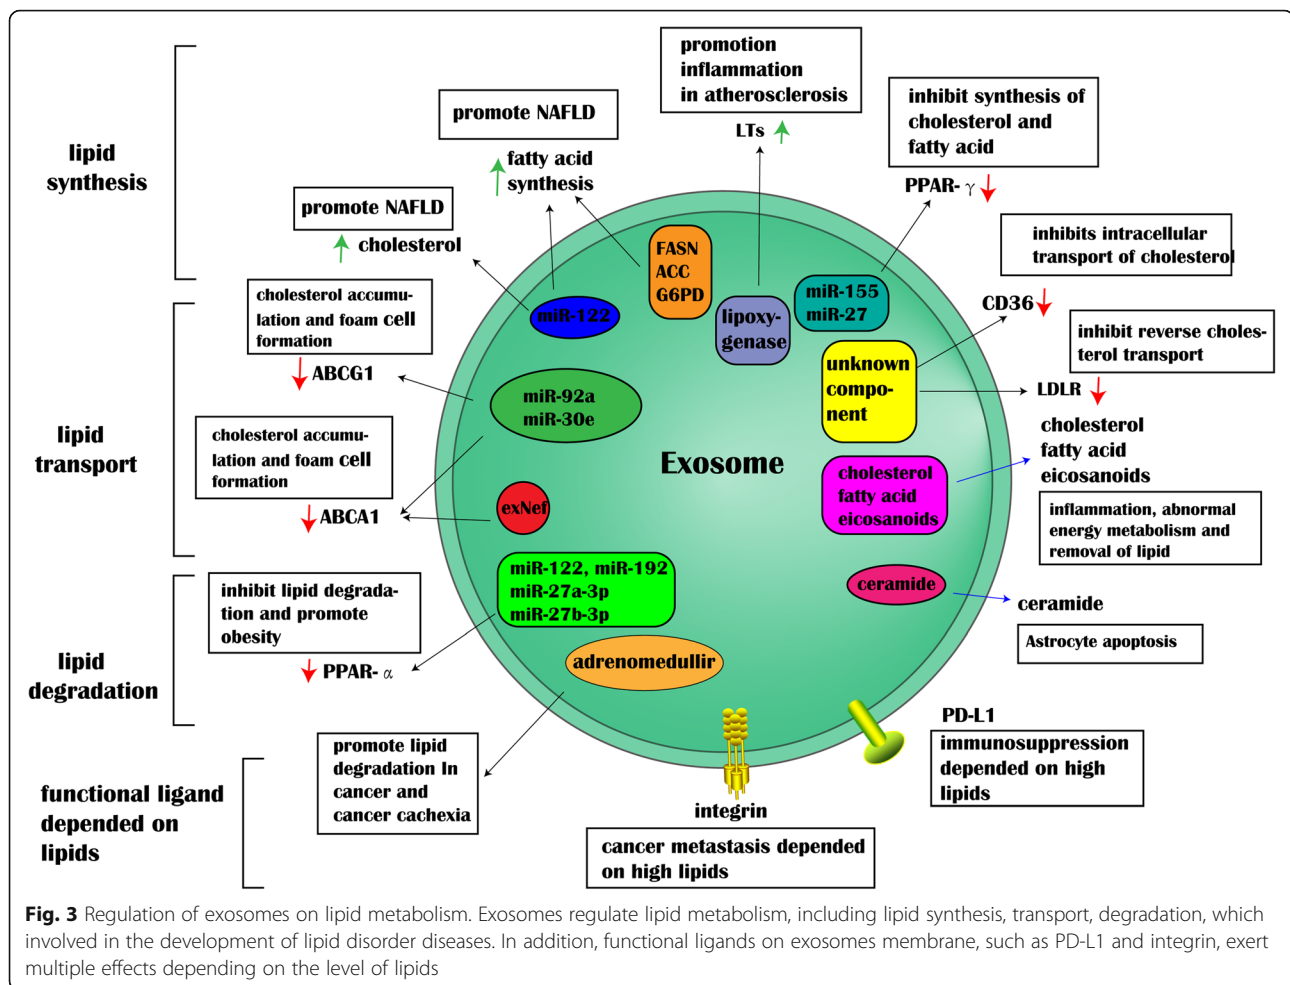 lipid
synthesis
lipid
transport
lipid
degradation
functional ligand
depended on
lipids
promote NAFLD
cholesterol
promote NAFLD
fatty acid
synthesis
promotion
inflammation
in atherosclerosis
LTs
inhibit synthesis of
cholesterol and
fatty acid
PPAR- γ
inhibits intracellular
transport of cholesterol
CD36
inhibit reverse choles-
terol transport
LDLR
cholesterol
fatty acid
eicosanoids
inflammation, abnormal
energy metabolism and
removal of lipid
ceramide
Astrocyte apoptosis
PD-L1
immunosuppression
depended on high
lipids
integrin
cancer metastasis depended
on high lipids
promote lipid
degradation In
cancer and
cancer cachexia
inhibit lipid degrada-
tion and promote
obesity
PPAR- α
cholesterol accumu-
lation and foam cell
formation
ABCA1
cholesterol accumu-
lation and foam cell
formation
ABCG1
miR-122
FASN
ACC
G6PD
lipoxy-
genase
miR-155
miR-27
unknown
compo-
nent
miR-92a
miR-30e
Exosome
cholesterol
fatty acid
eicosanoids
exNef
miR-122, miR-192
miR-27a-3p
miR-27b-3p
ceramide
adrenomedullir
Fig. 3 Regulation of exosomes on lipid metabolism. Exosomes regulate lipid metabolism, including lipid synthesis, transport, degradation, which
involved in the development of lipid disorder diseases. In addition, functional ligands on exosomes membrane, such as PD-L1 and integrin, exert
multiple effects depending on the level of lipids